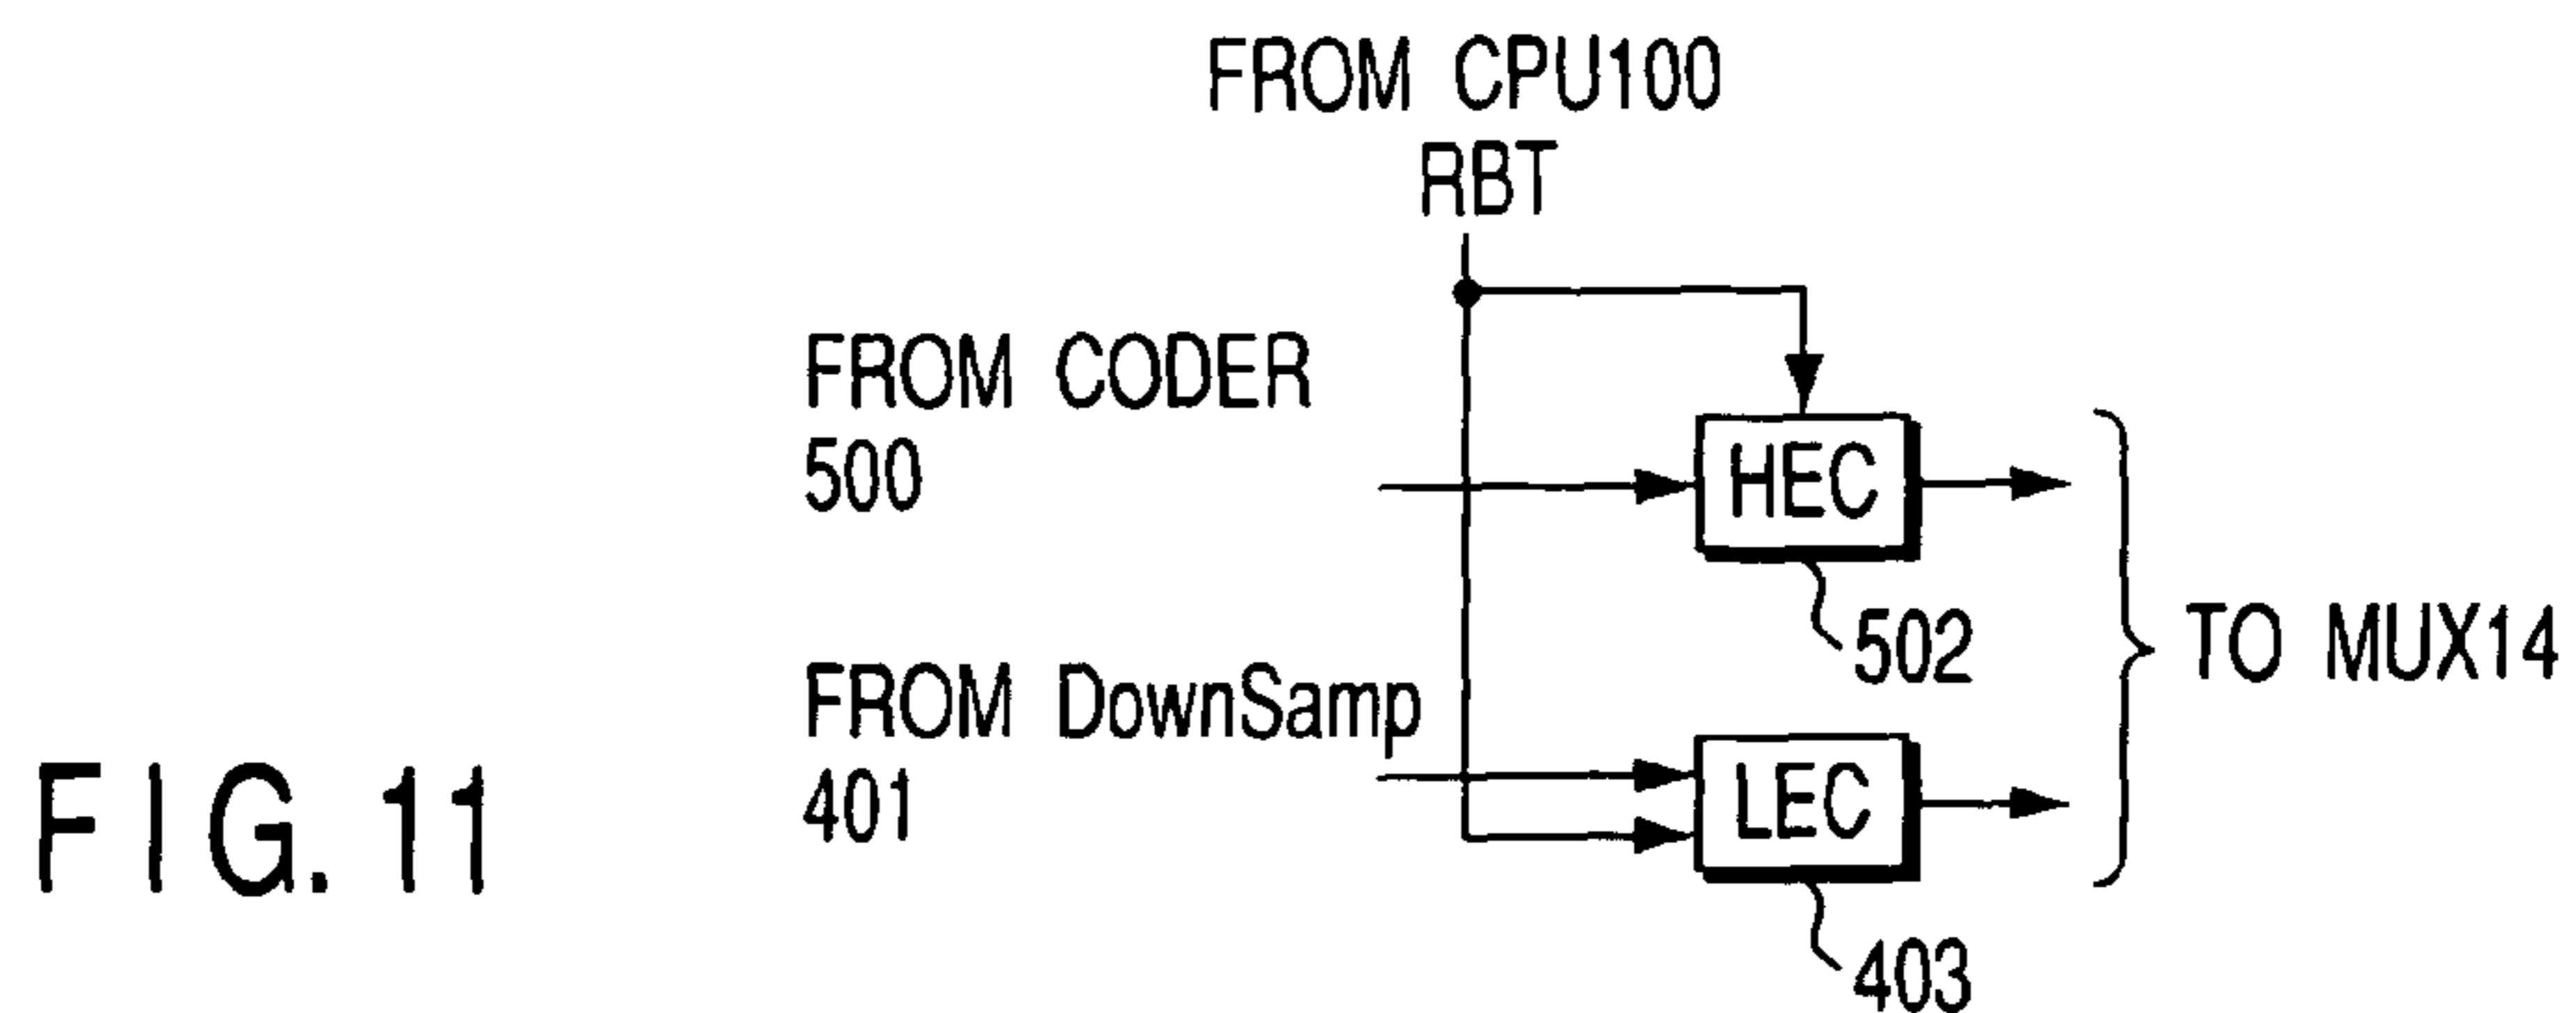 FROM CPU100
RBT
FROM CODER
500
HEC
502
TO MUX14
FROM DownSamp
401
LEC
403
FIG. 11